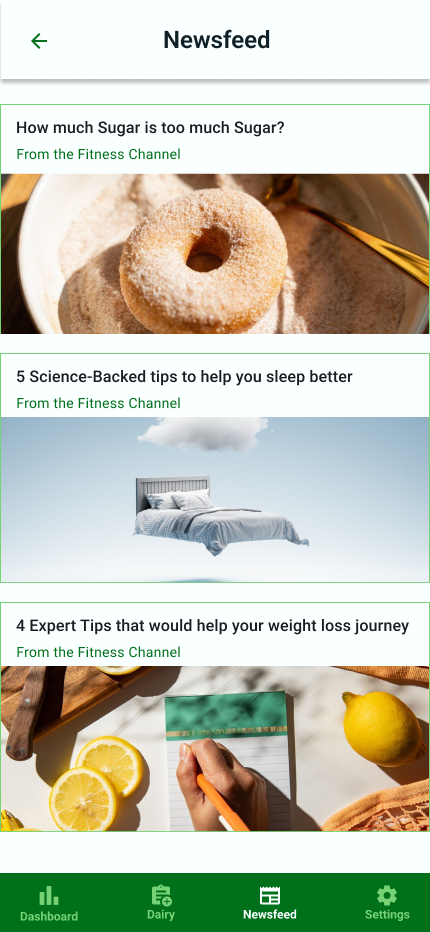 Newsfeed
How much Sugar is too much Sugar?
From the Fitness Channel
5 Science-Backed tips to help you sleep better
From the Fitness Channel
4 Expert Tips that would help your weight loss journey
From the Fitness Channel
Dashboard
Dairy
Newsfeed
Settings